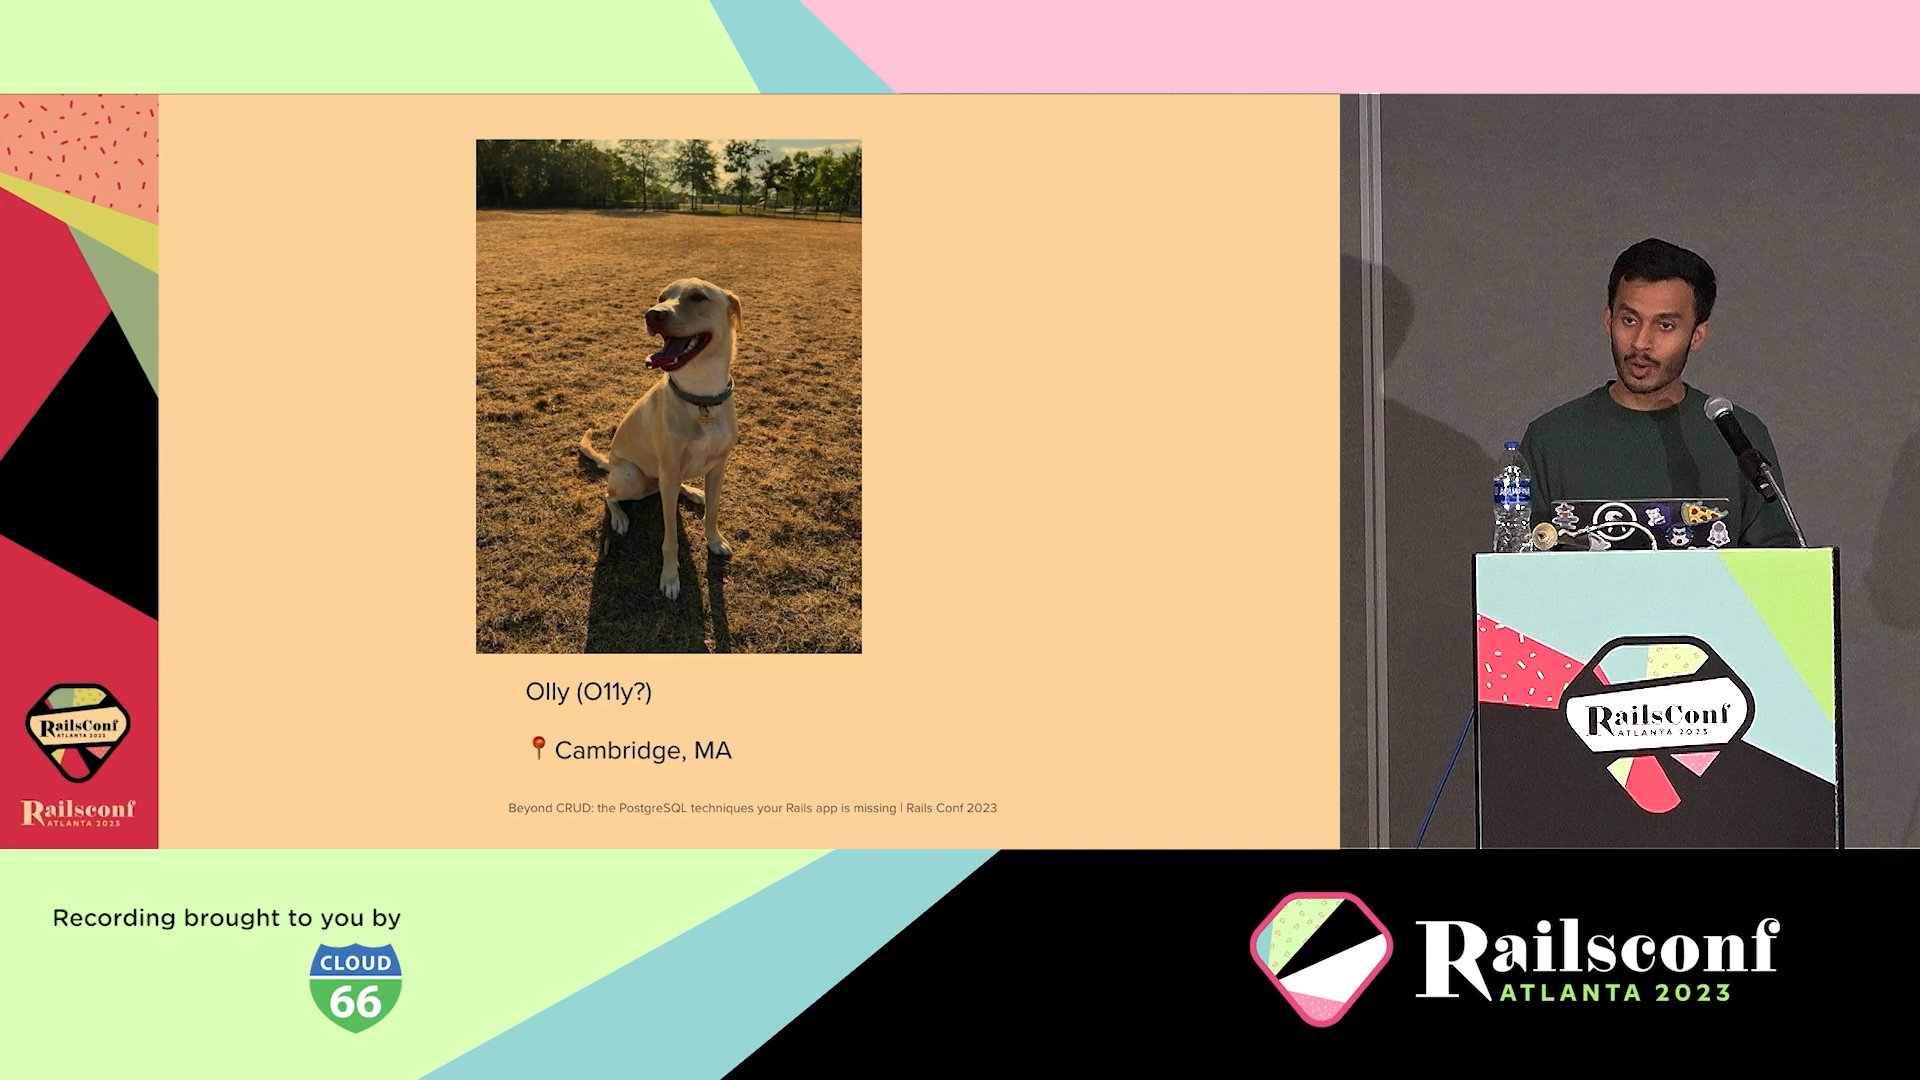 Olly (O11y?)
📍 Cambridge, MA
Beyond CRUD: the PostgreSQL techniques your Rails app is missing | Rails Conf 2023
RailsConf
ATLANTA 2023
Railsconf
ATLANTA 2023
RailsConf
ATLANTA 2023
Recording brought to you by
CLOUD
66
Railsconf
ATLANTA 2023